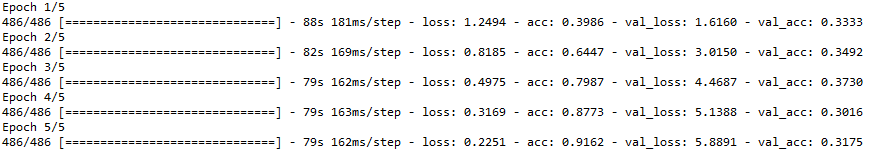 Epoch 1/5
486/486 [==============================] - 88s 181ms/step - loss: 1.2494 - acc: 0.3986 - val_loss: 1.6160 - val_acc: 0.3333
Epoch 2/5
486/486 [==============================] - 82s 169ms/step - loss: 0.8185 - acc: 0.6447 - val_loss: 3.0150 - val_acc: 0.3492
Epoch 3/5
486/486 [==============================] - 79s 162ms/step - loss: 0.4975 - acc: 0.7987 - val_loss: 4.4687 - val_acc: 0.3730
Epoch 4/5
486/486 [==============================] - 79s 163ms/step - loss: 0.3169 - acc: 0.8773 - val_loss: 5.1388 - val_acc: 0.3016
Epoch 5/5
486/486 [==============================] - 79s 162ms/step - loss: 0.2251 - acc: 0.9162 - val_loss: 5.8891 - val_acc: 0.3175